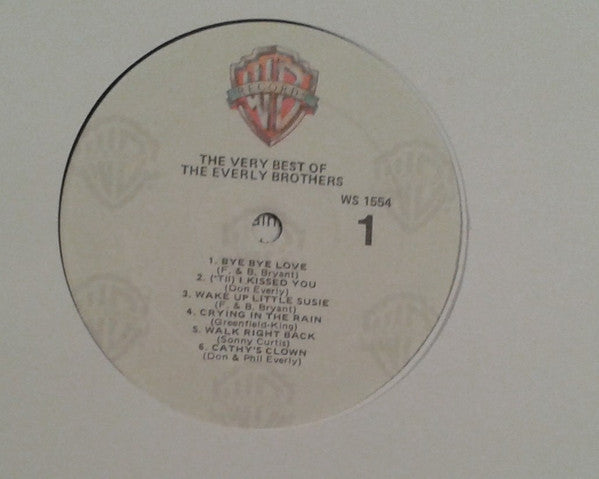 RECORDS
THE VERY BEST OF
THE EVERLY BROTHERS
WS 1554
1
1. BYE BYE LOVE
(F. & B. Bryant)
2. ('Til) I KISSED YOU
(Don Everly)
3. WAKE UP LITTLE SUSIE
(F. & B. Bryant)
4. CRYING IN THE RAIN
(Greenfield-King)
5. WALK RIGHT BACK
(Sonny Curtis)
6. CATHY'S CLOWN
(Don & Phil Everly)